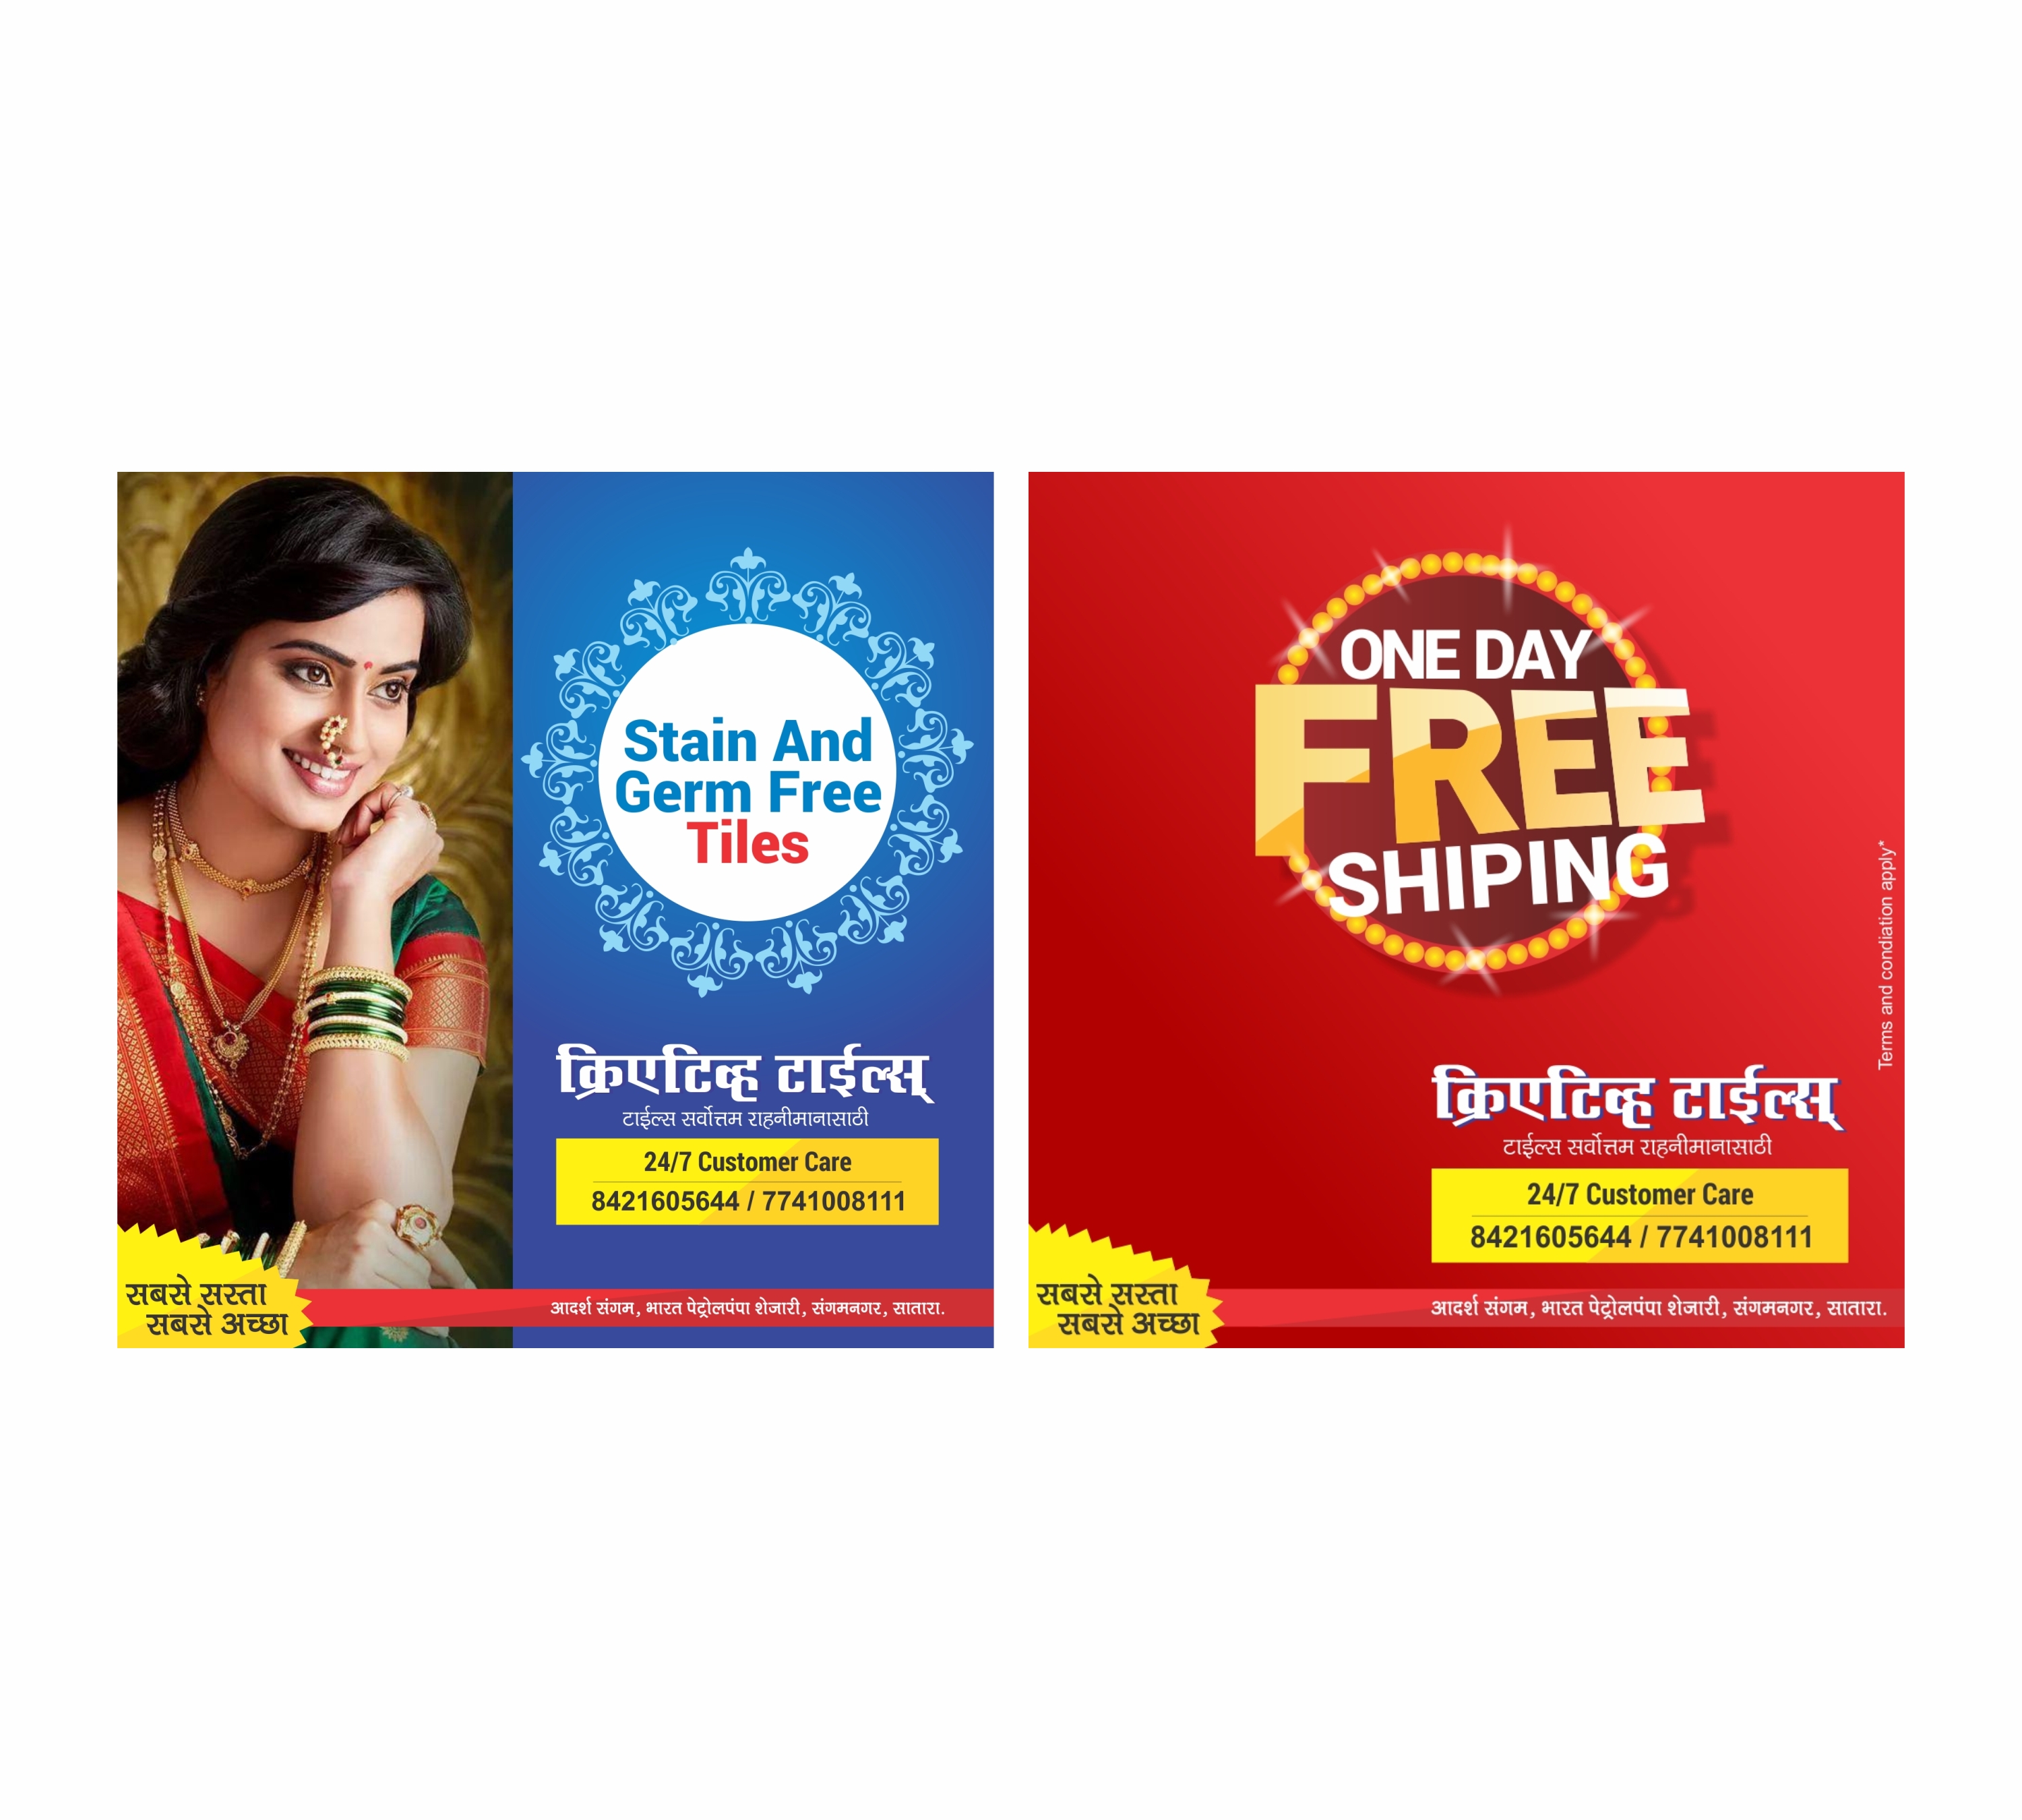 Stain And
Germ Free
Tiles
क्रिएटिव्ह टाईल्स्
टाईल्स सर्वोत्तम राहनीमानासाठी
24/7 Customer Care
8421605644 / 7741008111
सबसे सस्ता
सबसे अच्छा
आदर्श संगम, भारत पेट्रोलपंपा शेजारी, संगमनगर, सातारा.
ONE DAY
FREE
SHIPING
Terms and condiation apply*
क्रिएटिव्ह टाईल्स्
टाईल्स सर्वोत्तम राहनीमानासाठी
24/7 Customer Care
8421605644 / 7741008111
सबसे सस्ता
सबसे अच्छा
आदर्श संगम, भारत पेट्रोलपंपा शेजारी, संगमनगर, सातारा.